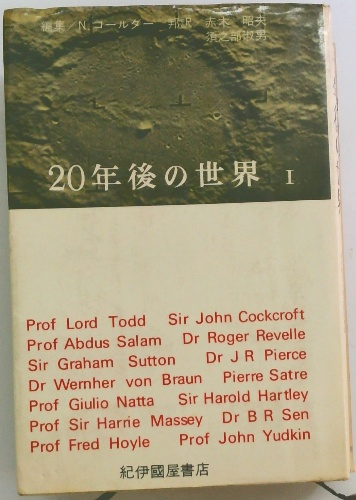 編集／N.コールダー 邦訳／赤木 昭夫
須之部淑男
20年後の世界 I
Prof Lord Todd Sir John Cockcroft
Prof Abdus Salam Dr Roger Revelle
Sir Graham Sutton Dr J R Pierce
Dr Wernher von Braun Pierre Satre
Prof Giulio Natta Sir Harold Hartley
Prof Sir Harrie Massey Dr B R Sen
Prof Fred Hoyle Prof John Yudkin
紀伊國屋書店